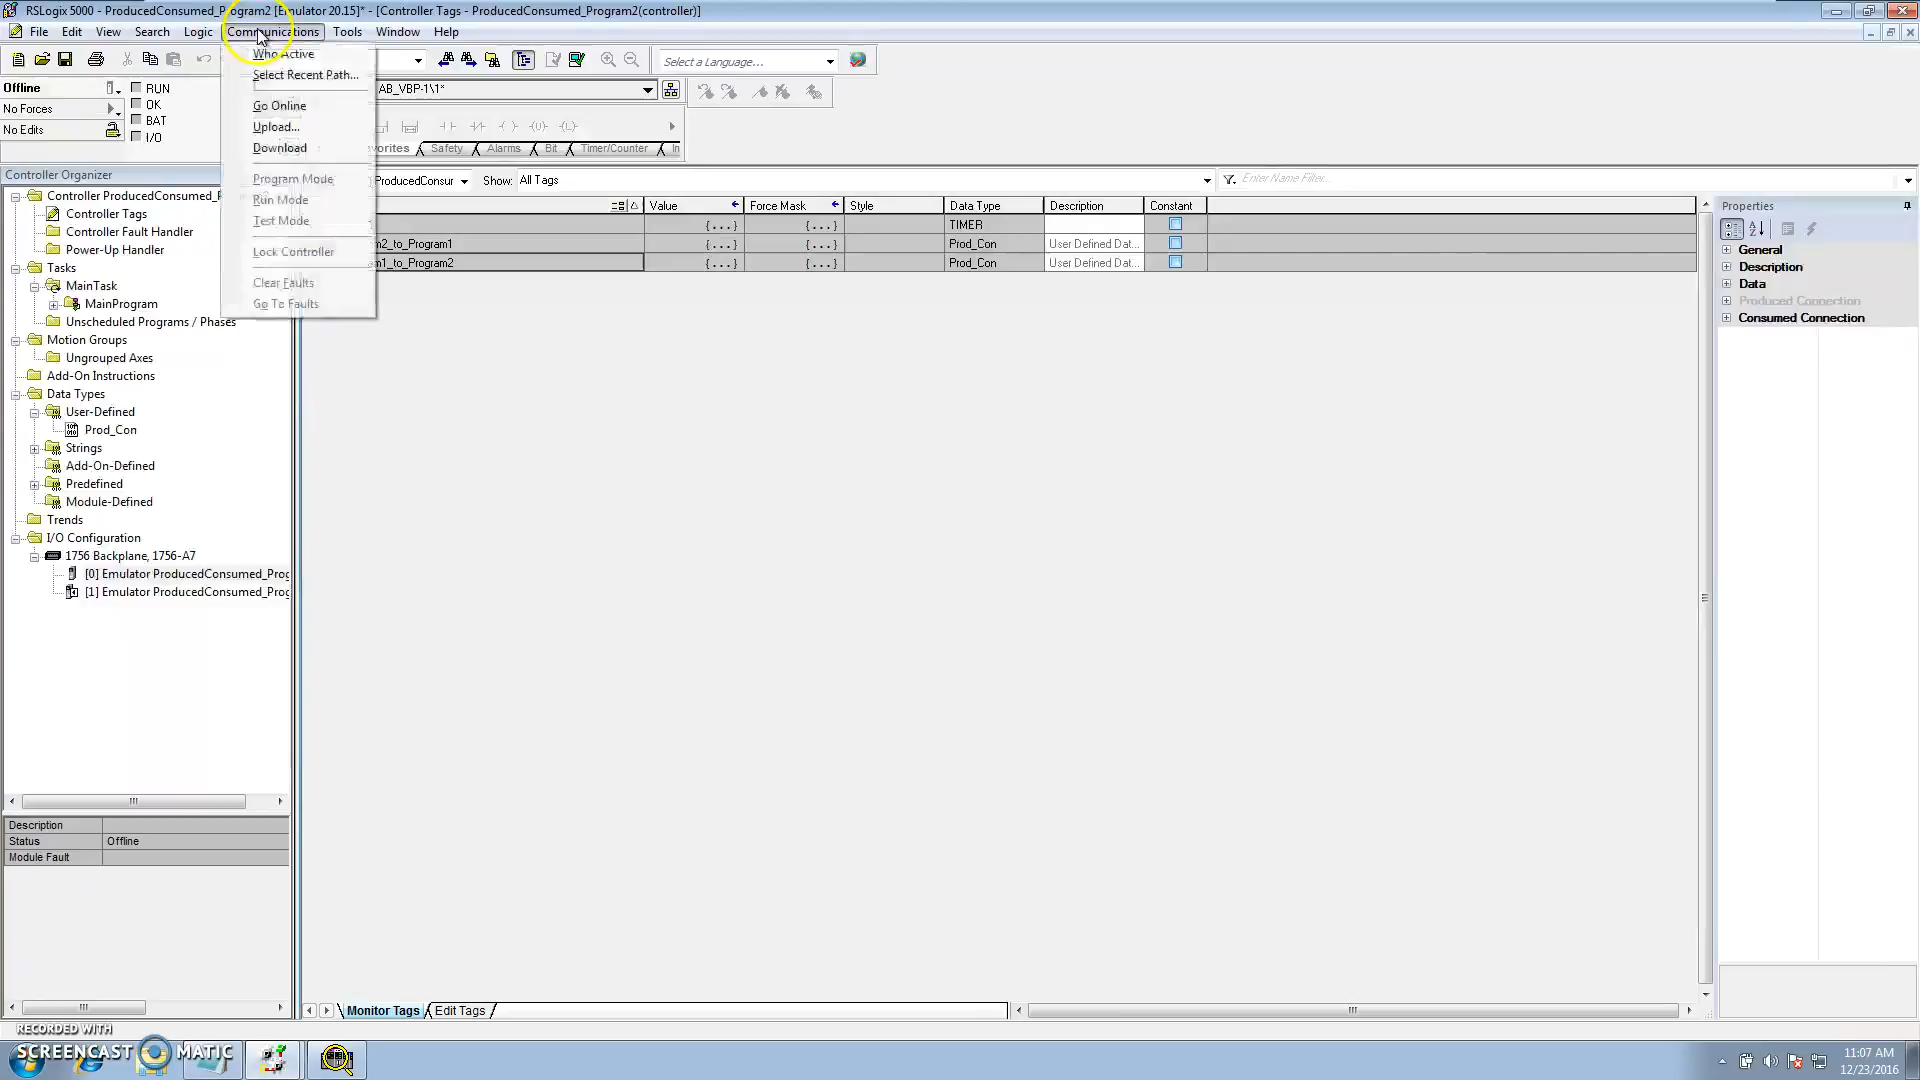 RSLogix 5000 - ProducedConsumed_Program2 [Emulator 20.15]* - [Controller Tags - ProducedConsumed_Program2(controller)]
File Edit View Search Logic Communications Tools Window Help
Who Active
Select a Language...
Select Recent Path...
Offline
RUN
AB_VBP-1\1*
No Forces
OK
Go Online
BAT
Upload...
No Edits
I/O
Download
Favorites Safety Alarms Bit Timer/Counter In
Controller Organizer
Program Mode
ProducedConsur
Show: All Tags
Enter Name Filter...
Controller ProducedConsumed_P
Run Mode
Value Force Mask Style Data Type Description Constant
Properties
Controller Tags
Test Mode
{...} {...} TIMER
Controller Fault Handler
m2_to_Program1 {...} {...} Prod_Con User Defined Dat...
General
Power-Up Handler
Lock Controller
m1_to_Program2 {...} {...} Prod_Con User Defined Dat...
Description
Tasks
Data
MainTask
Clear Faults
Produced Connection
MainProgram
Go To Faults
Consumed Connection
Unscheduled Programs / Phases
Motion Groups
Ungrouped Axes
Add-On Instructions
Data Types
User-Defined
Prod_Con
Strings
Add-On-Defined
Predefined
Module-Defined
Trends
I/O Configuration
1756 Backplane, 1756-A7
[0] Emulator ProducedConsumed_Prog
[1] Emulator ProducedConsumed_Prog
Description
Status Offline
Module Fault
Monitor Tags Edit Tags
RECORDED WITH
SCREENCAST MATIC
11:07 AM
12/23/2016